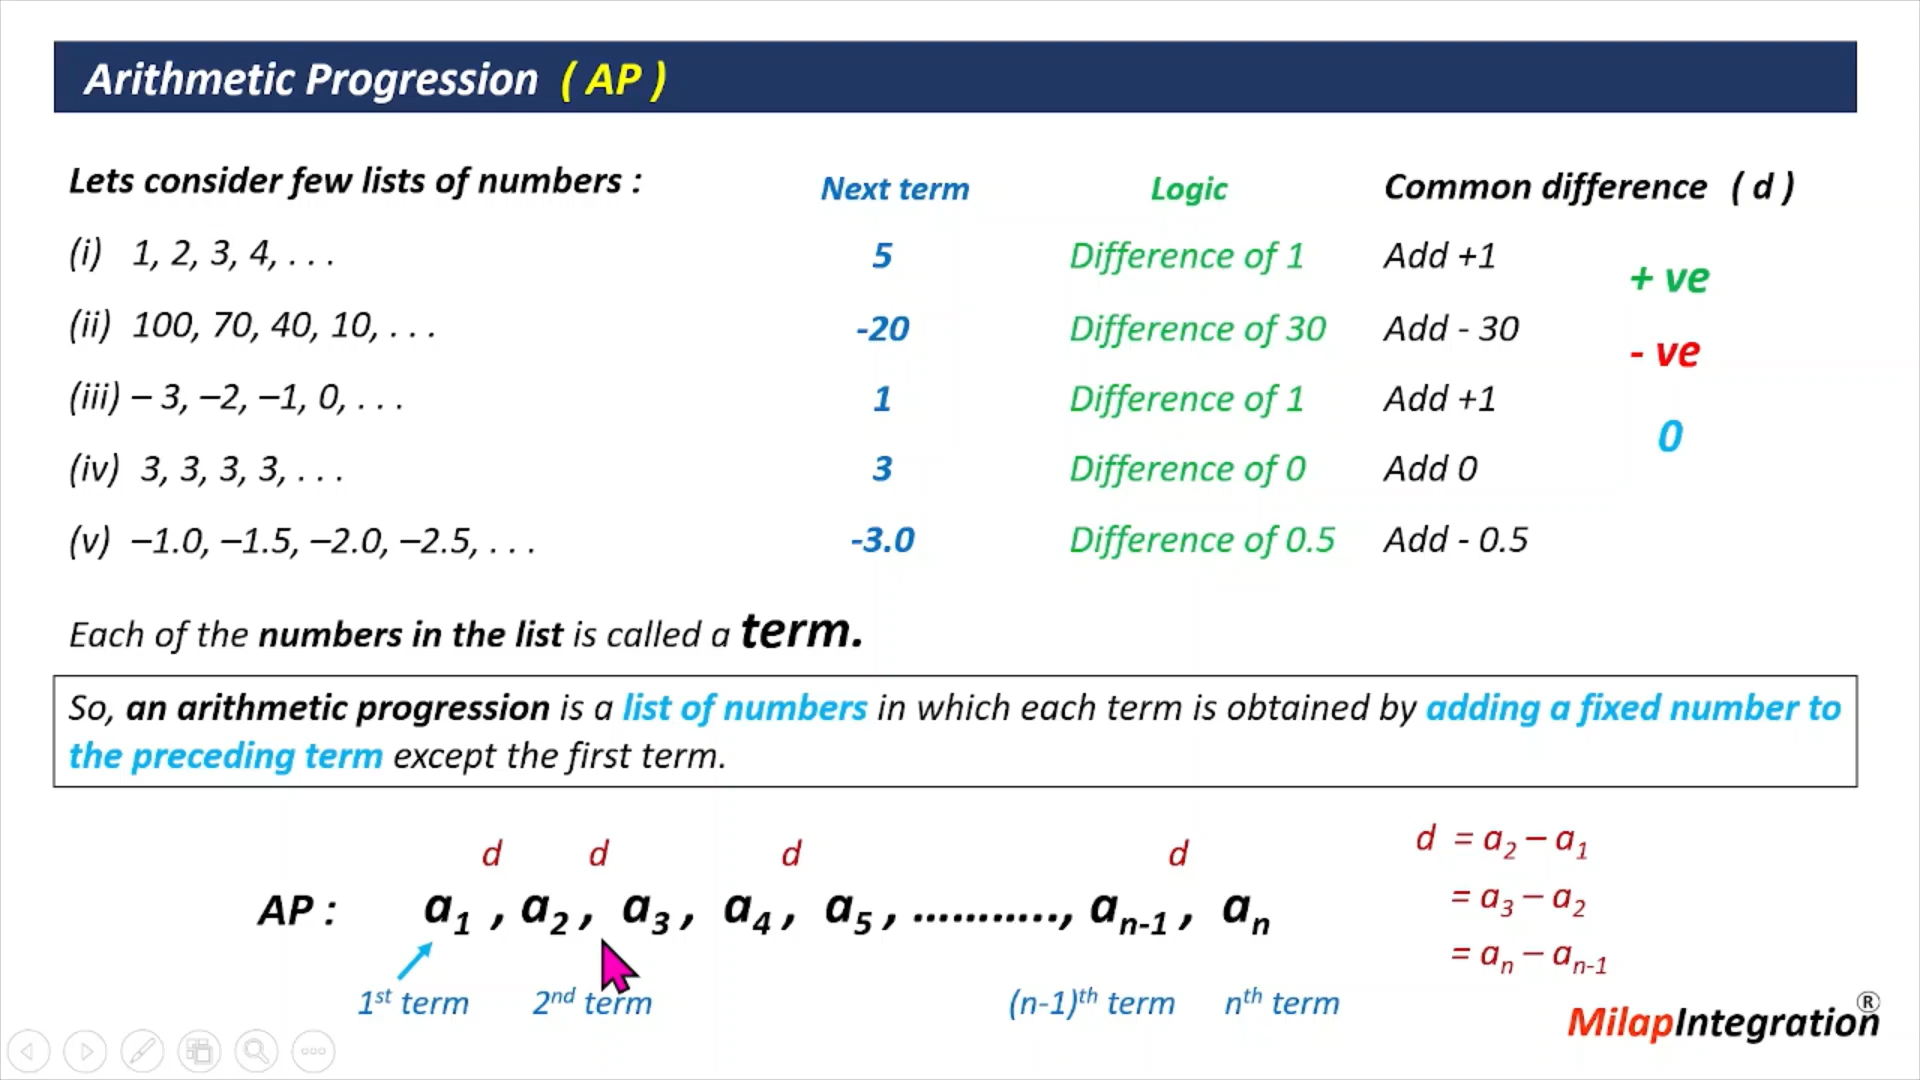 Arithmetic Progression ( AP )
Lets consider few lists of numbers : Next term Logic Common difference ( d )
(i) 1, 2, 3, 4, . . . 5 Difference of 1 Add +1
+ ve
(ii) 100, 70, 40, 10, . . . -20 Difference of 30 Add - 30
- ve
(iii) – 3, –2, –1, 0, . . . 1 Difference of 1 Add +1
0
(iv) 3, 3, 3, 3, . . . 3 Difference of 0 Add 0
(v) –1.0, –1.5, –2.0, –2.5, . . . -3.0 Difference of 0.5 Add - 0.5
Each of the numbers in the list is called a term.
So, an arithmetic progression is a list of numbers in which each term is obtained by adding a fixed number to
the preceding term except the first term.
d d d d
d = a₂ – a₁
AP : a₁ , a₂ , a₃ , a₄ , a₅ , ……….., aₙ₋₁ , aₙ
= a₃ – a₂
= aₙ – aₙ₋₁
1st term 2nd term (n-1)th term nth term
MilapIntegration®